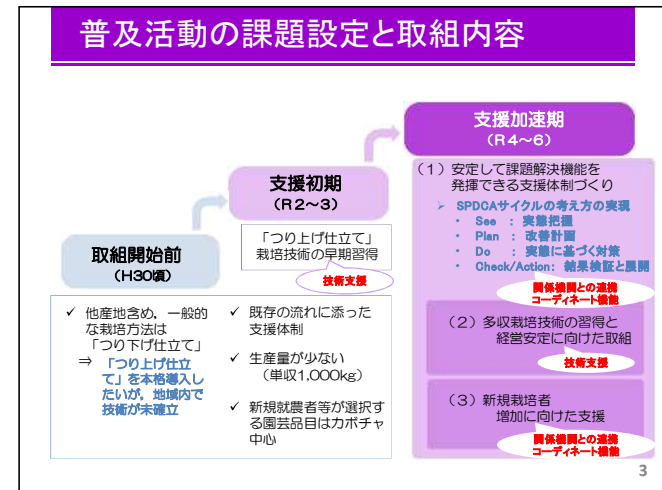 普及活動の課題設定と取組内容
取組開始前
(H30頃)
✓ 他産地含め，一般的
な栽培方法は
「つり下げ仕立て」
⇒ 「つり上げ仕立
て」を本格導入し
たいが，地域内で
技術が未確立
支援初期
(R2~3)
「つり上げ仕立て」
栽培技術の早期習得
技術支援
✓ 既存の流れに添った
支援体制
✓ 生産量が少ない
（単収1,000kg）
✓ 新規就農者等が選択す
る園芸品目はカボチャ
中心
支援加速期
(R4~6)
（1）安定して課題解決機能を
発揮できる支援体制づくり
➢ SPDCAサイクルの考え方の実現
・ See ：実態把握
・ Plan ：改善計画
・ Do ：実態に基づく対策
・ Check/Action：結果検証と展開
関係機関との連携
コーディネート機能
（2）多収栽培技術の習得と
経営安定に向けた取組
技術支援
（3）新規栽培者
増加に向けた支援
関係機関との連携
コーディネート機能
3